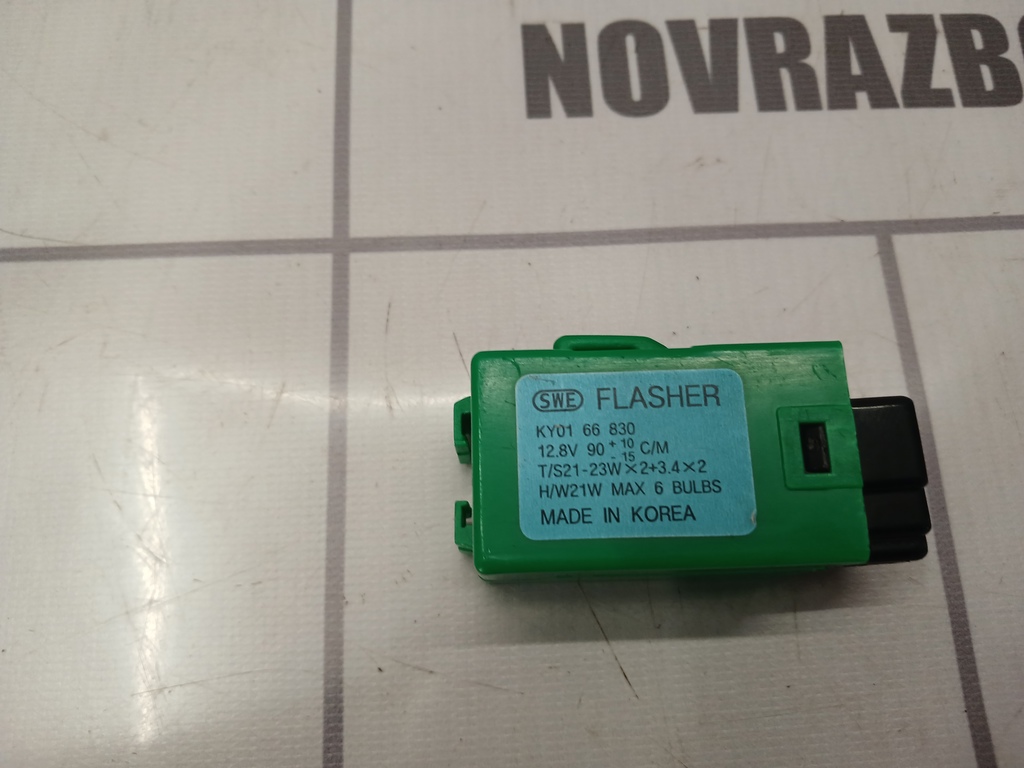 NOVRAZB
SWE FLASHER
KY01 66 830
12.8V 90 +10 -15 C/M
T/S21-23W×2+3.4×2
H/W21W MAX 6 BULBS
MADE IN KOREA